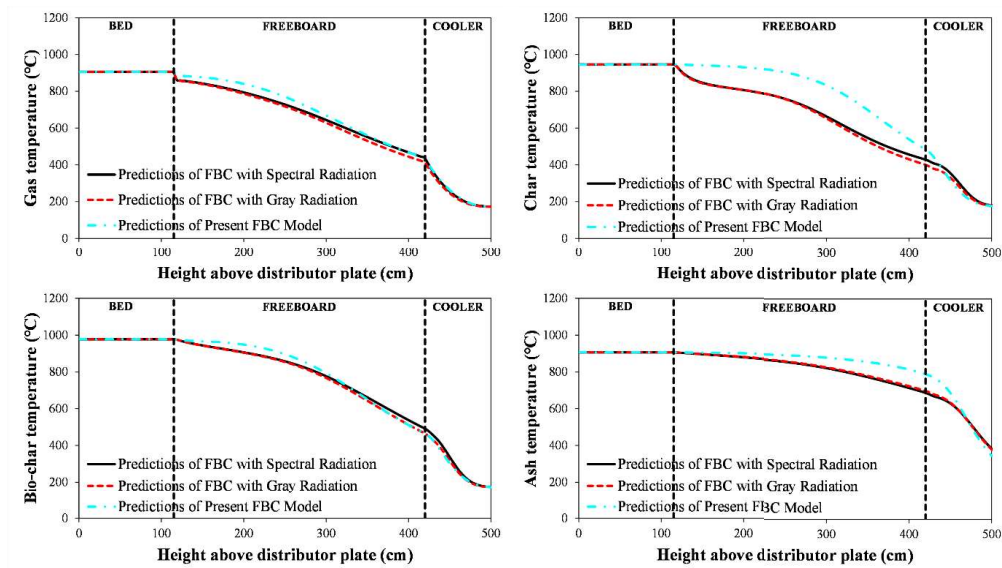 BED FREEBOARD COOLER
1200
1000
800
600
400
200
0
Gas temperature (°C)
Predictions of FBC with Spectral Radiation
Predictions of FBC with Gray Radiation
Predictions of Present FBC Model
0 100 200 300 400 500
Height above distributor plate (cm)
BED FREEBOARD COOLER
1200
1000
800
600
400
200
0
Char temperature (°C)
Predictions of FBC with Spectral Radiation
Predictions of FBC with Gray Radiation
Predictions of Present FBC Model
0 100 200 300 400 500
Height above distributor plate (cm)
BED FREEBOARD COOLER
1200
1000
800
600
400
200
0
Bio-char temperature (°C)
Predictions of FBC with Spectral Radiation
Predictions of FBC with Gray Radiation
Predictions of Present FBC Model
0 100 200 300 400 500
Height above distributor plate (cm)
BED FREEBOARD COOLER
1200
1000
800
600
400
200
0
Ash temperature (°C)
Predictions of FBC with Spectral Radiation
Predictions of FBC with Gray Radiation
Predictions of Present FBC Model
0 100 200 300 400 500
Height above distributor plate (cm)